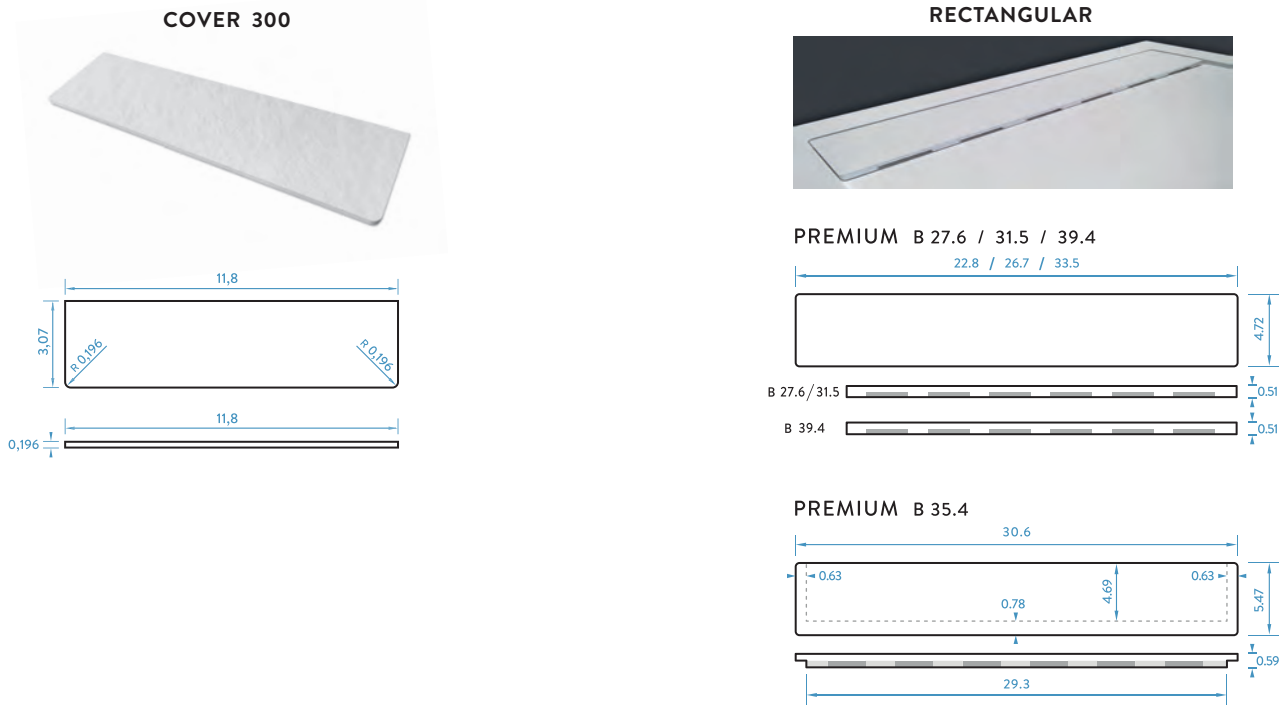 COVER 300
11,8
3,07
R 0,196
R 0,196
11,8
0,196
RECTANGULAR
PREMIUM B 27.6 / 31.5 / 39.4
22.8 / 26.7 / 33.5
4.72
B 27.6/31.5
0.51
B 39.4
0.51
PREMIUM B 35.4
30.6
0.63
0.63
4.69
5.47
0.78
0.59
29.3